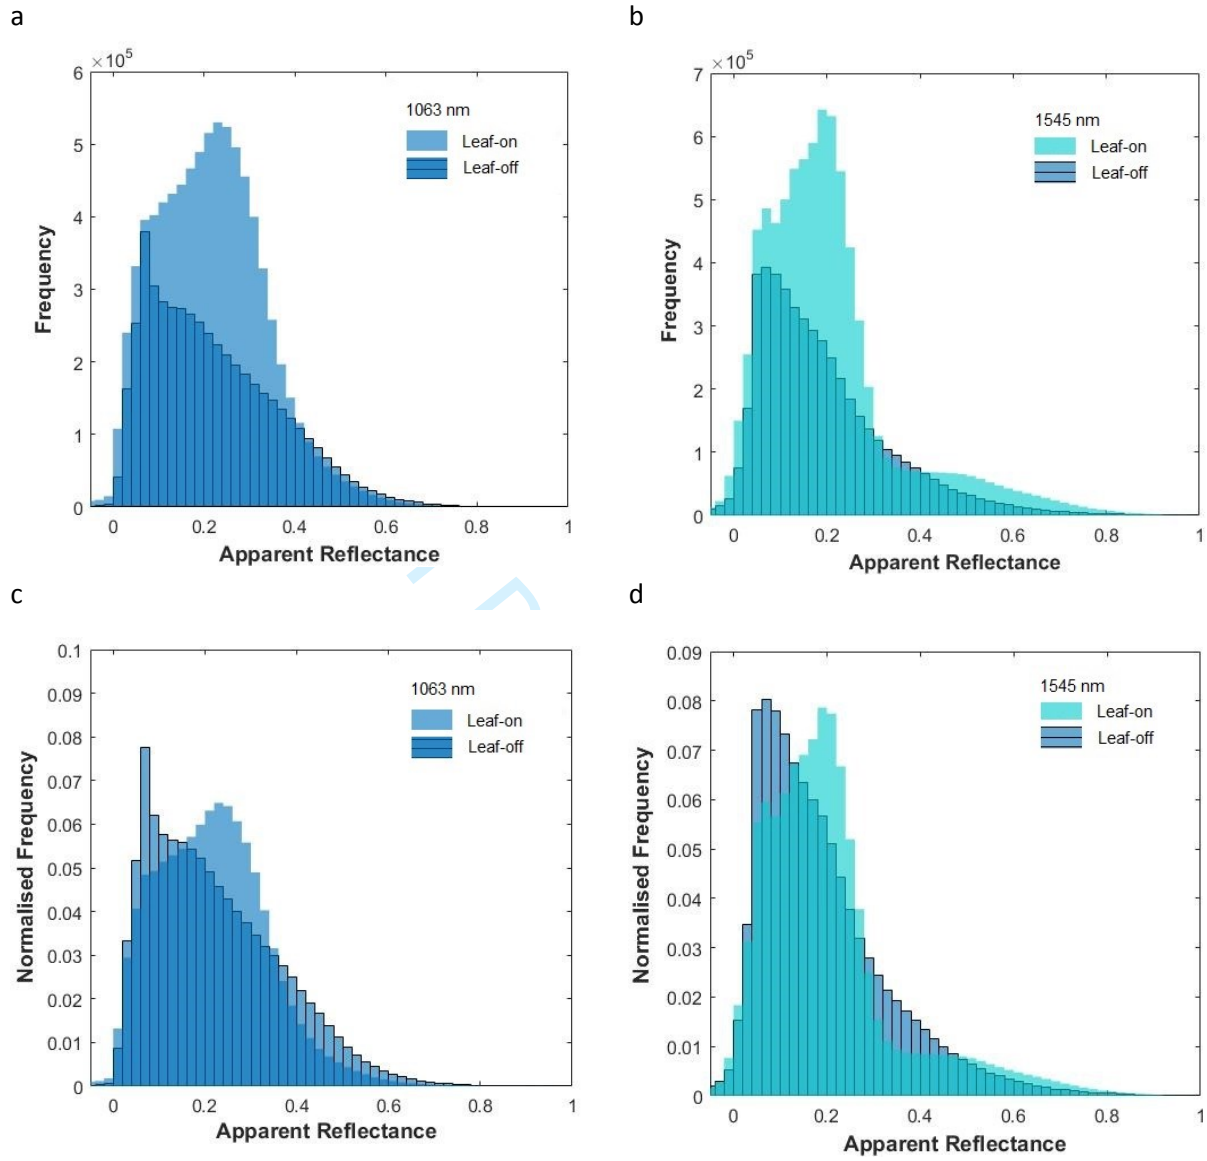 a
b
×10⁵
6
5
4
3
2
1
0
0 0.2 0.4 0.6 0.8 1
Frequency
Apparent Reflectance
1063 nm
Leaf-on
Leaf-off
×10⁵
7
6
5
4
3
2
1
0
0 0.2 0.4 0.6 0.8 1
Frequency
Apparent Reflectance
1545 nm
Leaf-on
Leaf-off
c
d
0.1
0.09
0.08
0.07
0.06
0.05
0.04
0.03
0.02
0.01
0
0 0.2 0.4 0.6 0.8 1
Normalised Frequency
Apparent Reflectance
1063 nm
Leaf-on
Leaf-off
0.09
0.08
0.07
0.06
0.05
0.04
0.03
0.02
0.01
0
0 0.2 0.4 0.6 0.8 1
Normalised Frequency
Apparent Reflectance
1545 nm
Leaf-on
Leaf-off